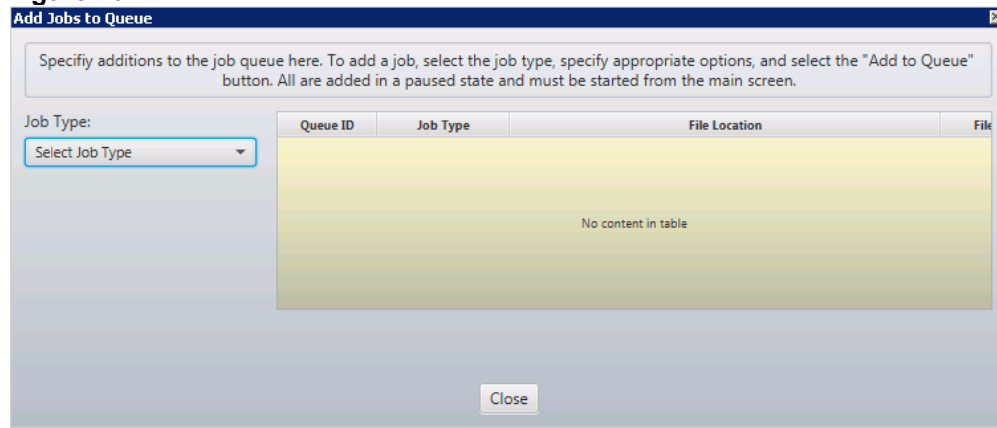 Add Jobs to Queue
Specifiy additions to the job queue here. To add a job, select the job type, specify appropriate options, and select the "Add to Queue"
button. All are added in a paused state and must be started from the main screen.
Job Type:
Select Job Type
Queue ID Job Type File Location File
No content in table
Close